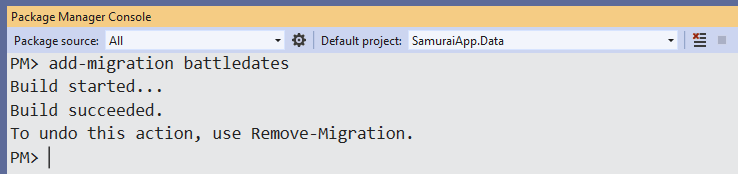 Package Manager Console
Package source: All Default project: SamuraiApp.Data
PM> add-migration battledates
Build started...
Build succeeded.
To undo this action, use Remove-Migration.
PM>